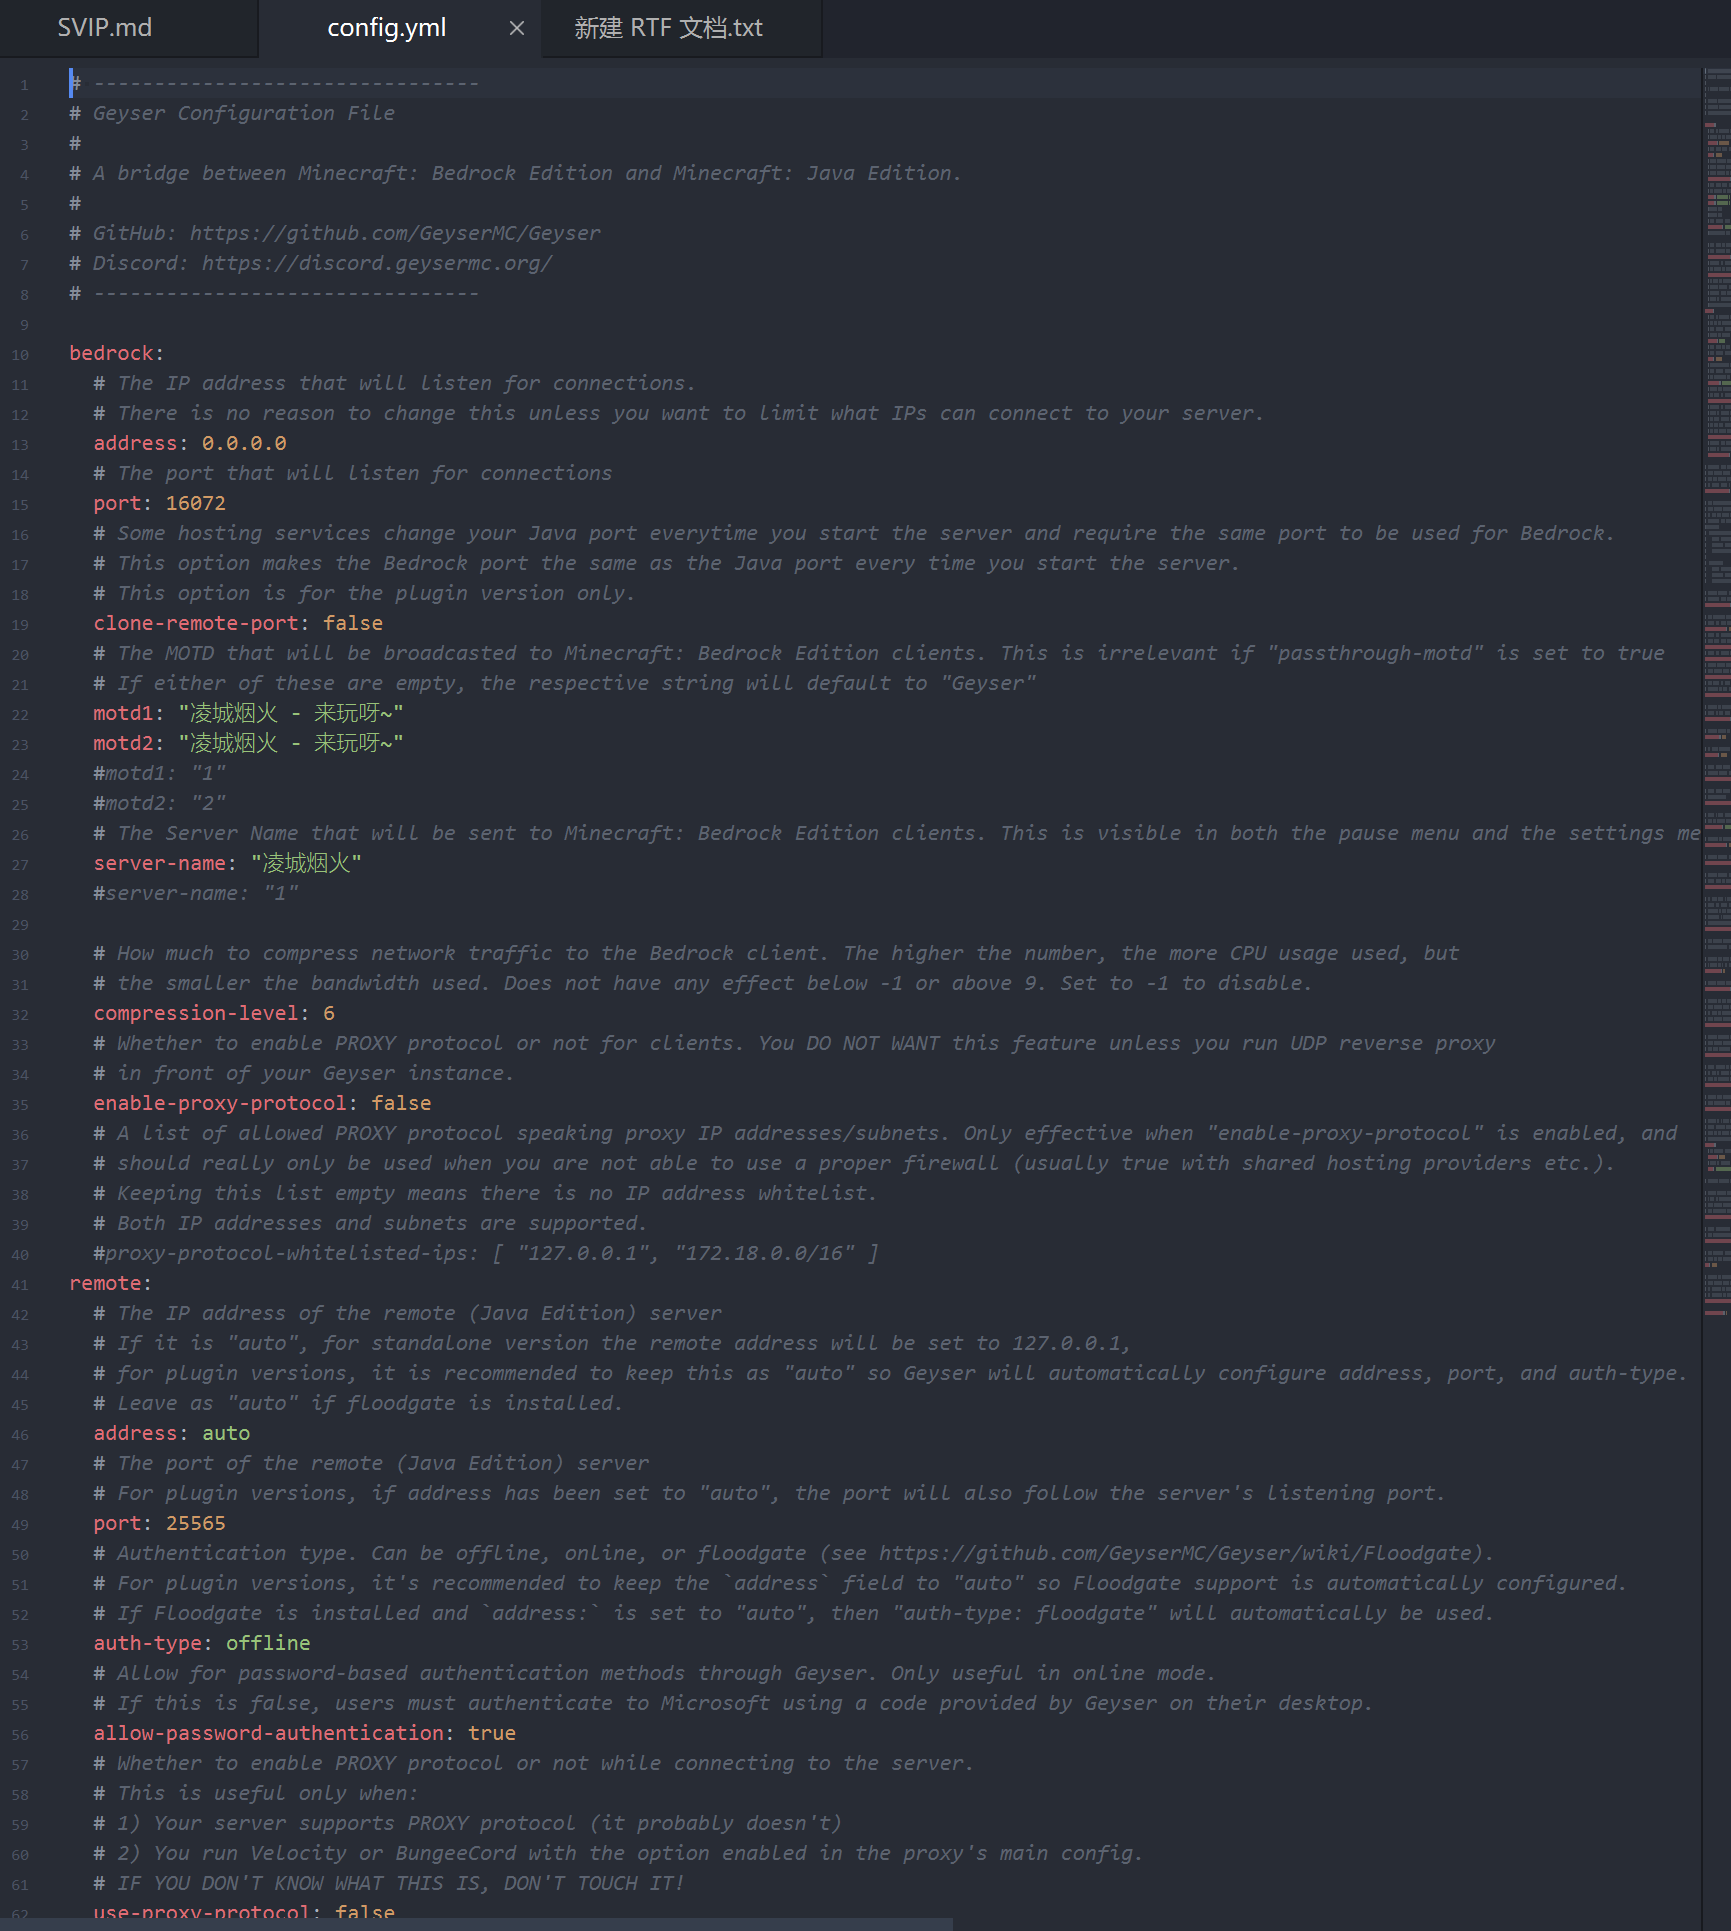 SVIP.md
config.yml
新建 RTF 文档.txt
1 # --------------------------------
2 # Geyser Configuration File
3 #
4 # A bridge between Minecraft: Bedrock Edition and Minecraft: Java Edition.
5 #
6 # GitHub: https://github.com/GeyserMC/Geyser
7 # Discord: https://discord.geysermc.org/
8 # --------------------------------
9
10 bedrock:
11   # The IP address that will listen for connections.
12   # There is no reason to change this unless you want to limit what IPs can connect to your server.
13   address: 0.0.0.0
14   # The port that will listen for connections
15   port: 16072
16   # Some hosting services change your Java port everytime you start the server and require the same port to be used for Bedrock.
17   # This option makes the Bedrock port the same as the Java port every time you start the server.
18   # This option is for the plugin version only.
19   clone-remote-port: false
20   # The MOTD that will be broadcasted to Minecraft: Bedrock Edition clients. This is irrelevant if "passthrough-motd" is set to true
21   # If either of these are empty, the respective string will default to "Geyser"
22   motd1: "凌城烟火 - 来玩呀~"
23   motd2: "凌城烟火 - 来玩呀~"
24   #motd1: "1"
25   #motd2: "2"
26   # The Server Name that will be sent to Minecraft: Bedrock Edition clients. This is visible in both the pause menu and the settings me
27   server-name: "凌城烟火"
28   #server-name: "1"
29
30   # How much to compress network traffic to the Bedrock client. The higher the number, the more CPU usage used, but
31   # the smaller the bandwidth used. Does not have any effect below -1 or above 9. Set to -1 to disable.
32   compression-level: 6
33   # Whether to enable PROXY protocol or not for clients. You DO NOT WANT this feature unless you run UDP reverse proxy
34   # in front of your Geyser instance.
35   enable-proxy-protocol: false
36   # A list of allowed PROXY protocol speaking proxy IP addresses/subnets. Only effective when "enable-proxy-protocol" is enabled, and
37   # should really only be used when you are not able to use a proper firewall (usually true with shared hosting providers etc.).
38   # Keeping this list empty means there is no IP address whitelist.
39   # Both IP addresses and subnets are supported.
40   #proxy-protocol-whitelisted-ips: [ "127.0.0.1", "172.18.0.0/16" ]
41 remote:
42   # The IP address of the remote (Java Edition) server
43   # If it is "auto", for standalone version the remote address will be set to 127.0.0.1,
44   # for plugin versions, it is recommended to keep this as "auto" so Geyser will automatically configure address, port, and auth-type.
45   # Leave as "auto" if floodgate is installed.
46   address: auto
47   # The port of the remote (Java Edition) server
48   # For plugin versions, if address has been set to "auto", the port will also follow the server's listening port.
49   port: 25565
50   # Authentication type. Can be offline, online, or floodgate (see https://github.com/GeyserMC/Geyser/wiki/Floodgate).
51   # For plugin versions, it's recommended to keep the `address` field to "auto" so Floodgate support is automatically configured.
52   # If Floodgate is installed and `address:` is set to "auto", then "auth-type: floodgate" will automatically be used.
53   auth-type: offline
54   # Allow for password-based authentication methods through Geyser. Only useful in online mode.
55   # If this is false, users must authenticate to Microsoft using a code provided by Geyser on their desktop.
56   allow-password-authentication: true
57   # Whether to enable PROXY protocol or not while connecting to the server.
58   # This is useful only when:
59   # 1) Your server supports PROXY protocol (it probably doesn't)
60   # 2) You run Velocity or BungeeCord with the option enabled in the proxy's main config.
61   # IF YOU DON'T KNOW WHAT THIS IS, DON'T TOUCH IT!
62   use-proxy-protocol: false